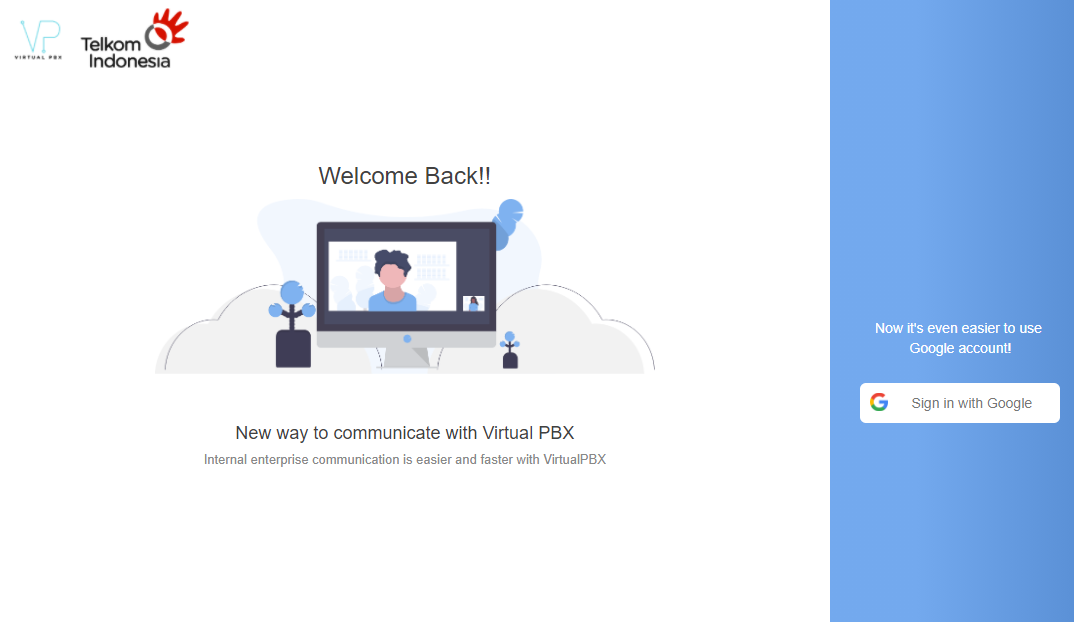 VP
VIRTUAL PBX
Telkom
Indonesia
Welcome Back!!
New way to communicate with Virtual PBX
Internal enterprise communication is easier and faster with VirtualPBX
Now it's even easier to use
Google account!
Sign in with Google